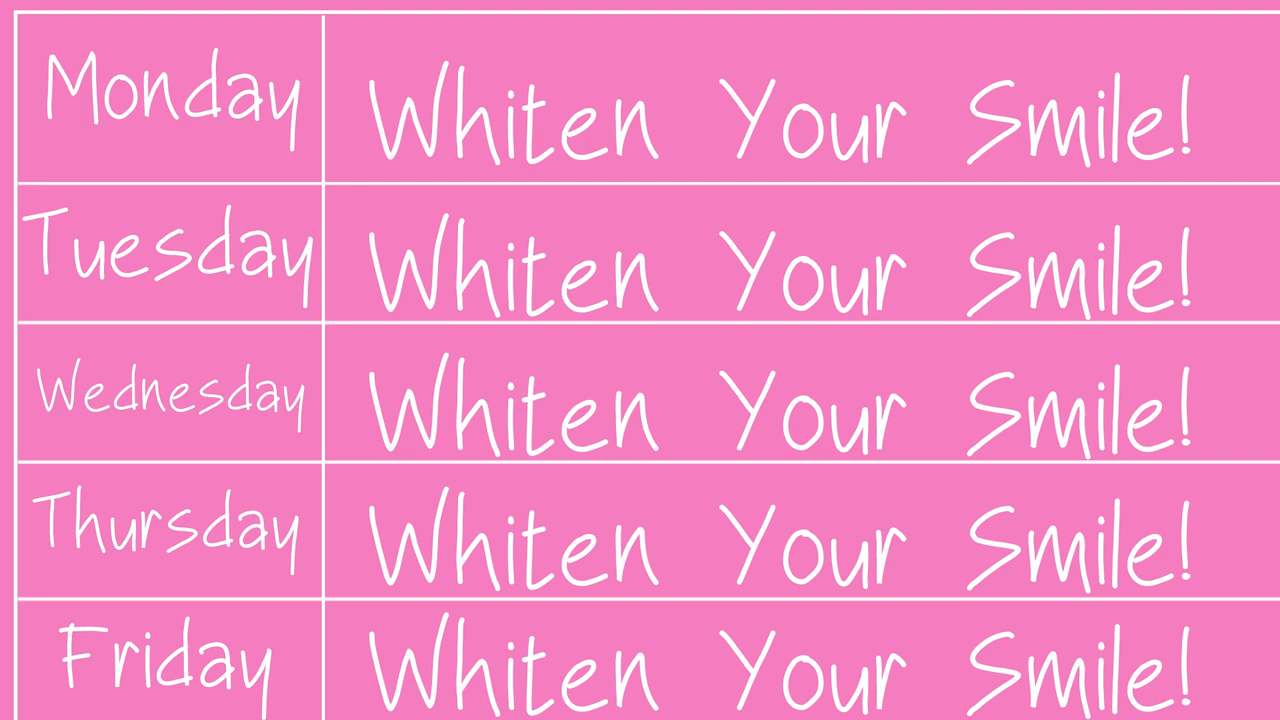 Monday Whiten Your Smile!
Tuesday Whiten Your Smile!
Wednesday Whiten Your Smile!
Thursday Whiten Your Smile!
Friday Whiten Your Smile!